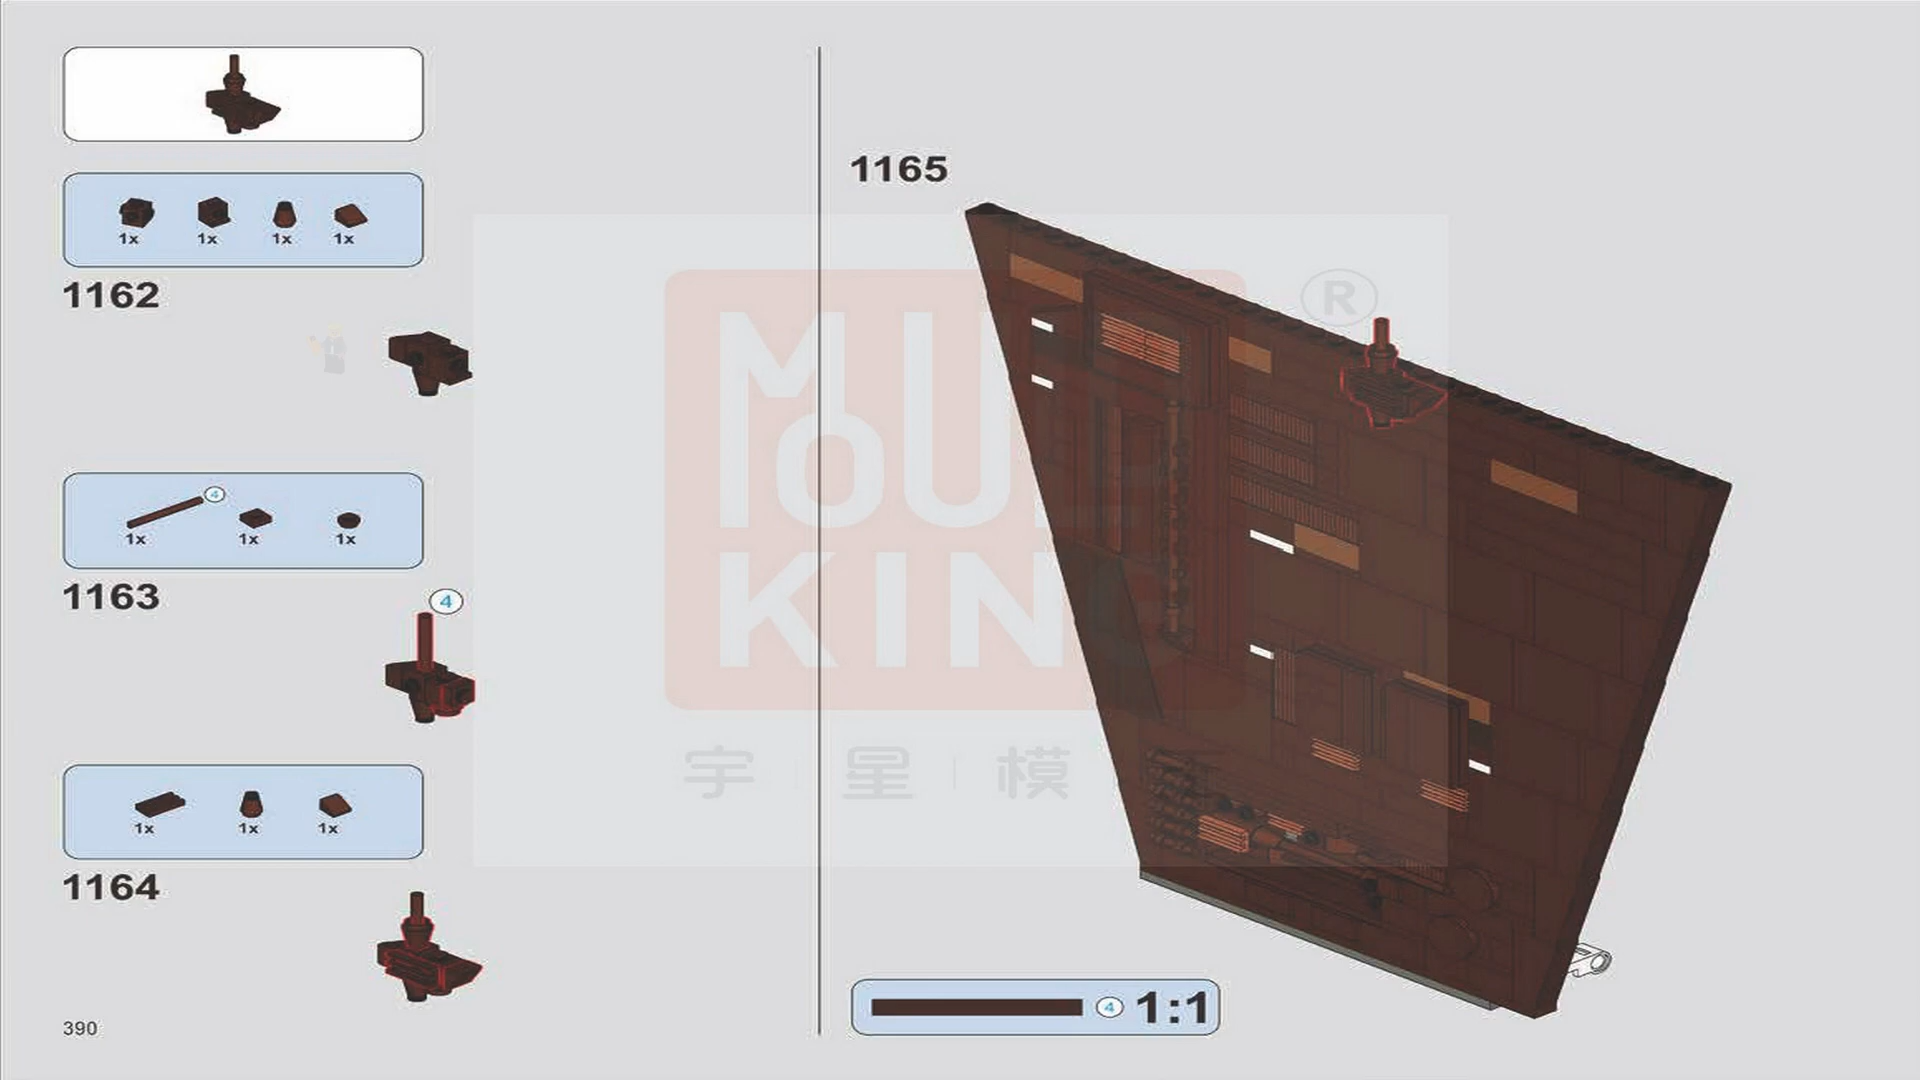 1x 1x 1x 1x
1162
4
1x 1x 1x
1163
4
1x 1x 1x
1164
390
1165
4 1:1
MOULD
KING
®
宇 | 星 | 模